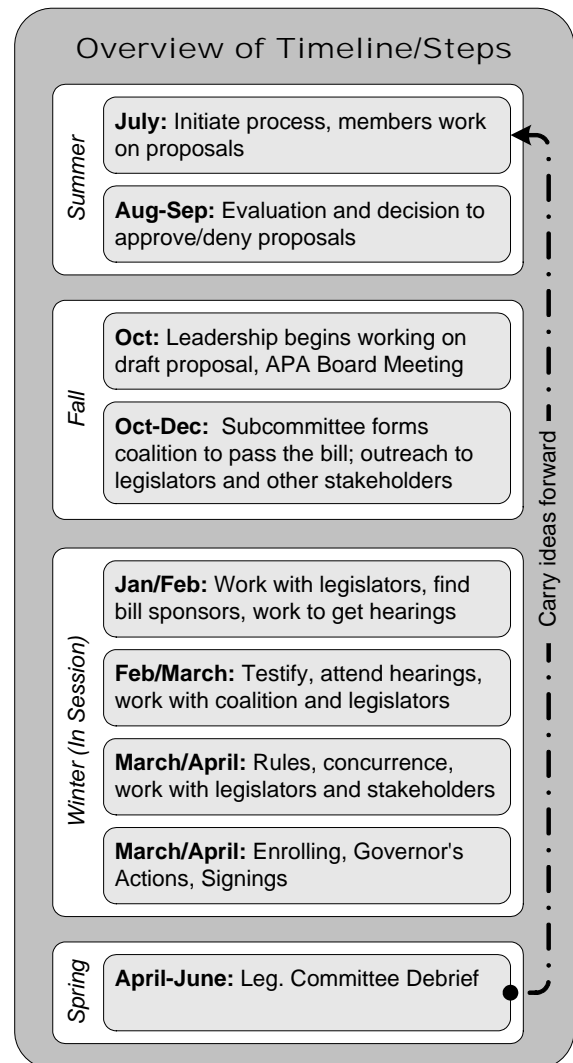 Overview of Timeline/Steps
Summer
July: Initiate process, members work
on proposals
Aug-Sep: Evaluation and decision to
approve/deny proposals
Fall
Oct: Leadership begins working on
draft proposal, APA Board Meeting
Oct-Dec:  Subcommittee forms
coalition to pass the bill; outreach to
legislators and other stakeholders
Winter (In Session)
Jan/Feb: Work with legislators, find
bill sponsors, work to get hearings
Feb/March: Testify, attend hearings,
work with coalition and legislators
March/April: Rules, concurrence,
work with legislators and stakeholders
March/April: Enrolling, Governor's
Actions, Signings
Spring
April-June: Leg. Committee Debrief
Carry ideas forward